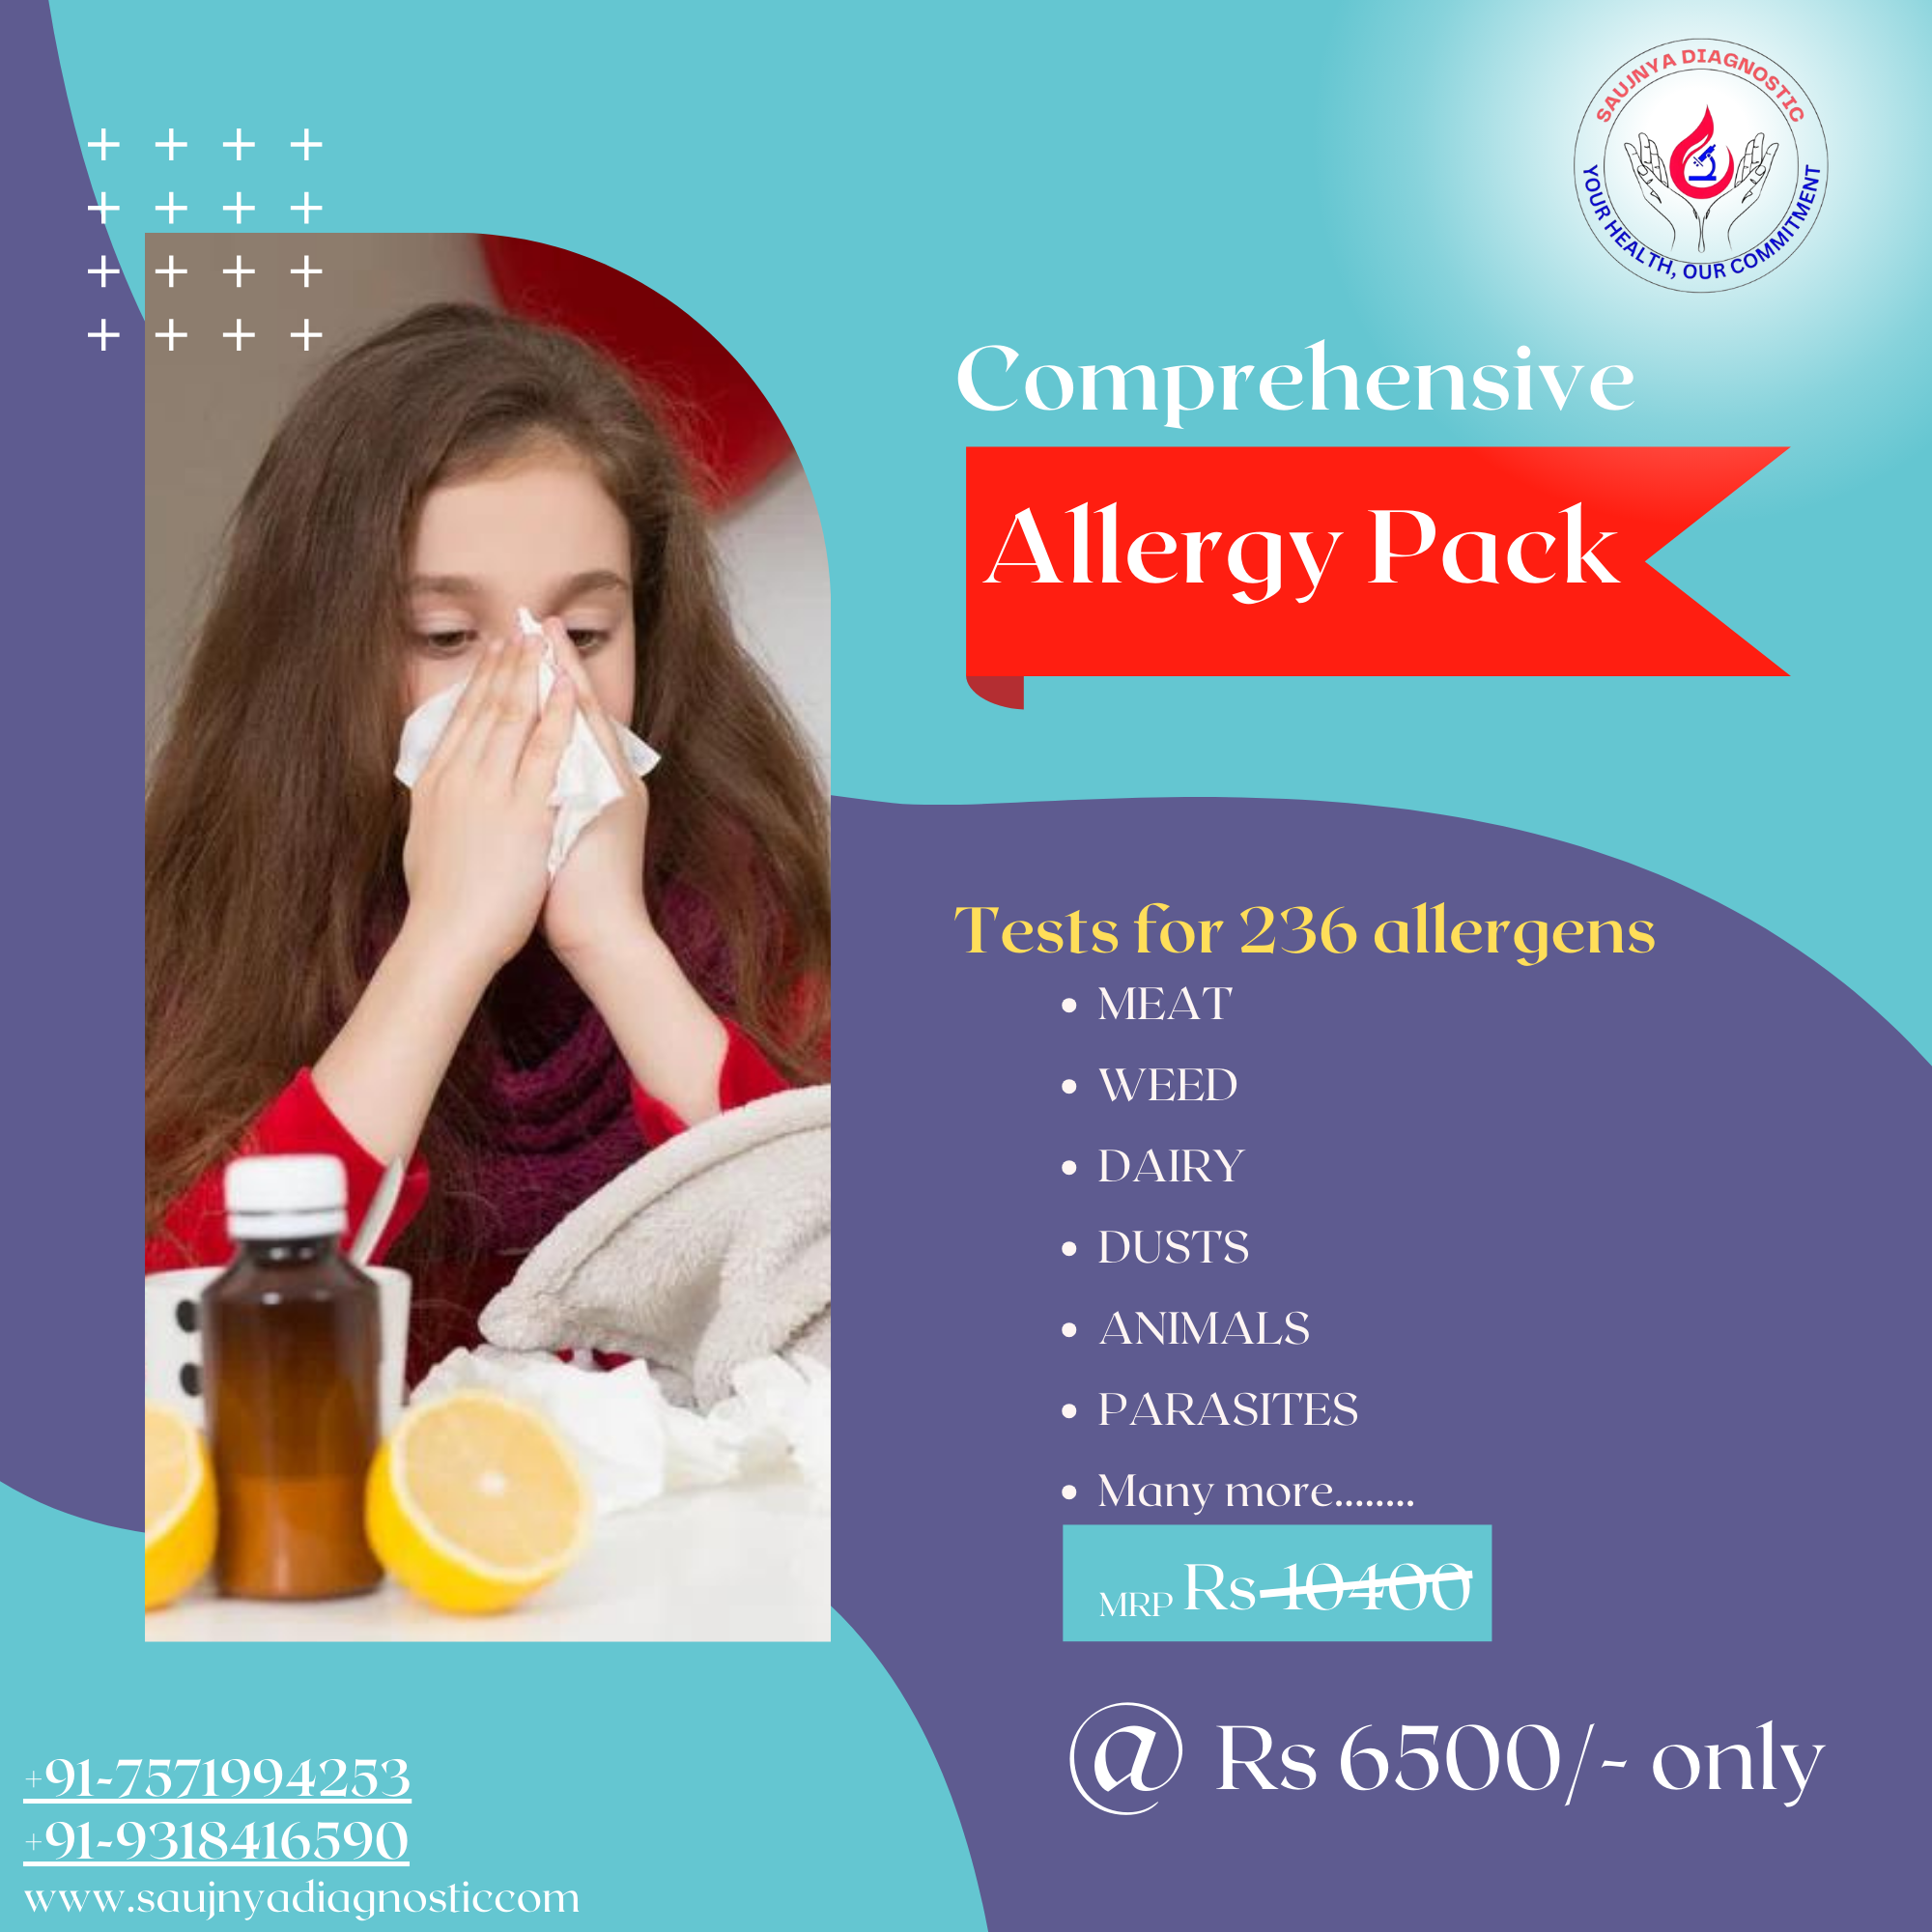 SAUJNYA DIAGNOSTIC
YOUR HEALTH, OUR COMMITMENT
Comprehensive
Allergy Pack
Tests for 236 allergens
• MEAT
• WEED
• DAIRY
• DUSTS
• ANIMALS
• PARASITES
• Many more........
MRP Rs 10400
@ Rs 6500/- only
+91-7571994253
+91-9318416590
www.saujnyadiagnosticcom